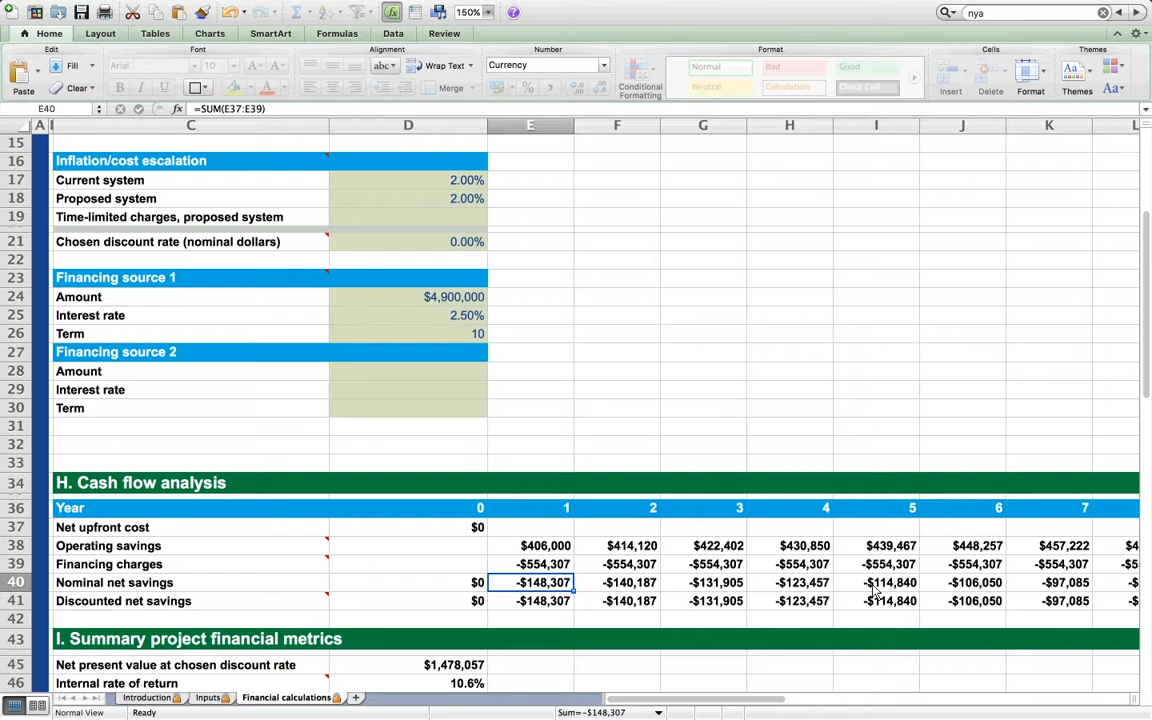 150%
nya
Home Layout Tables Charts SmartArt Formulas Data Review
Edit Font Alignment Number Format Cells Themes
Fill Arial 10 A A abc Wrap Text Currency Normal Bad Good
Paste Clear B I U A Merge % Conditional Formatting Neutral Calculation Check Cell Insert Delete Format Themes Aa
E40 fx =SUM(E37:E39)
A C D E F G H I J K L
15
16 Inflation/cost escalation
17 Current system 2.00%
18 Proposed system 2.00%
19 Time-limited charges, proposed system
21 Chosen discount rate (nominal dollars) 0.00%
22
23 Financing source 1
24 Amount $4,900,000
25 Interest rate 2.50%
26 Term 10
27 Financing source 2
28 Amount
29 Interest rate
30 Term
31
32
33
34 H. Cash flow analysis
36 Year 0 1 2 3 4 5 6 7
37 Net upfront cost $0
38 Operating savings $406,000 $414,120 $422,402 $430,850 $439,467 $448,257 $457,222 $4
39 Financing charges -$554,307 -$554,307 -$554,307 -$554,307 -$554,307 -$554,307 -$554,307 -$5
40 Nominal net savings $0 -$148,307 -$140,187 -$131,905 -$123,457 -$114,840 -$106,050 -$97,085 -$
41 Discounted net savings $0 -$148,307 -$140,187 -$131,905 -$123,457 -$114,840 -$106,050 -$97,085 -$
42
43 I. Summary project financial metrics
45 Net present value at chosen discount rate $1,478,057
46 Internal rate of return 10.6%
Introduction Inputs Financial calculations
Normal View Ready Sum=-$148,307